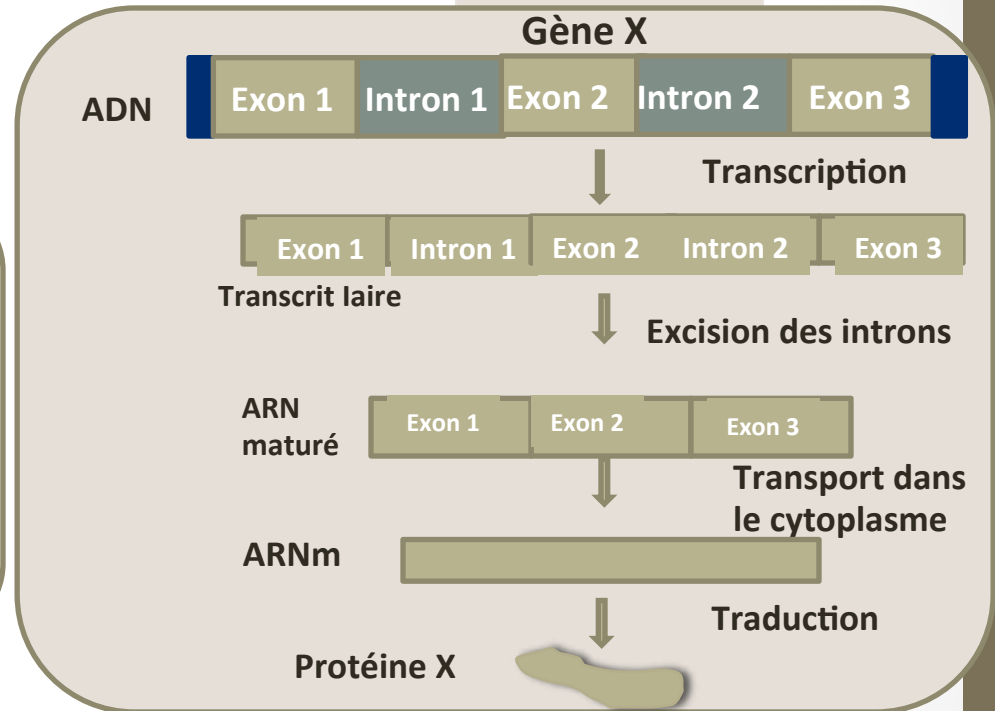 Gène X
ADN
Exon 1 Intron 1 Exon 2 Intron 2 Exon 3
Transcription
Exon 1 Intron 1 Exon 2 Intron 2 Exon 3
Transcrit Iaire
Excision des introns
ARN
maturé
Exon 1 Exon 2 Exon 3
Transport dans
le cytoplasme
ARNm
Traduction
Protéine X